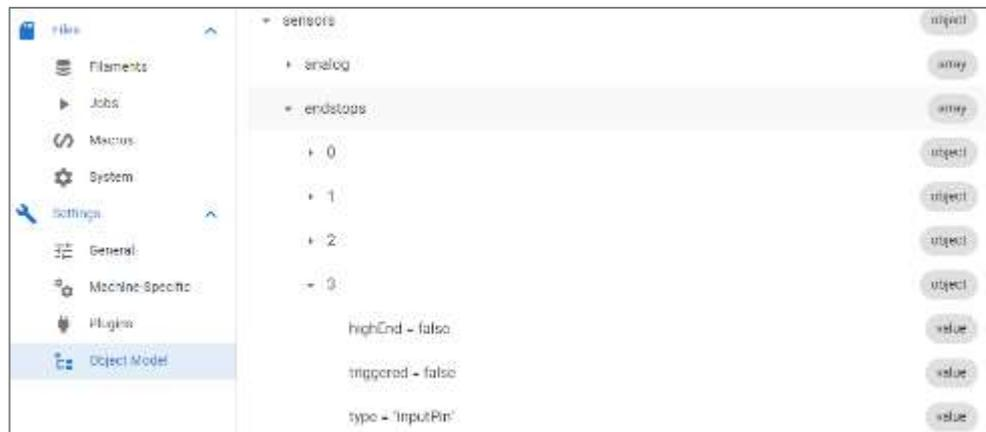 Files
Filaments
Jobs
Macros
System
Settings
General
Machine-Specific
Plugins
Object Model
sensors object
analog array
endstops array
0 object
1 object
2 object
3 object
highEnd = false value
triggered = false value
type = 'inputPin' value